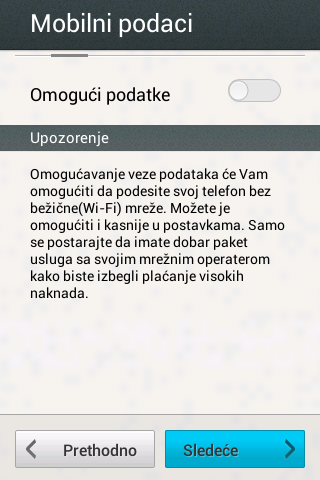 Mobilni podaci
Omogući podatke
Upozorenje
Omogućavanje veze podataka će Vam
omogućiti da podesite svoj telefon bez
bežične(Wi-Fi) mreže. Možete je
omogućiti i kasnije u postavkama. Samo
se postarajte da imate dobar paket
usluga sa svojim mrežnim operaterom
kako biste izbegli plaćanje visokih
naknada.
Prethodno
Sledeće